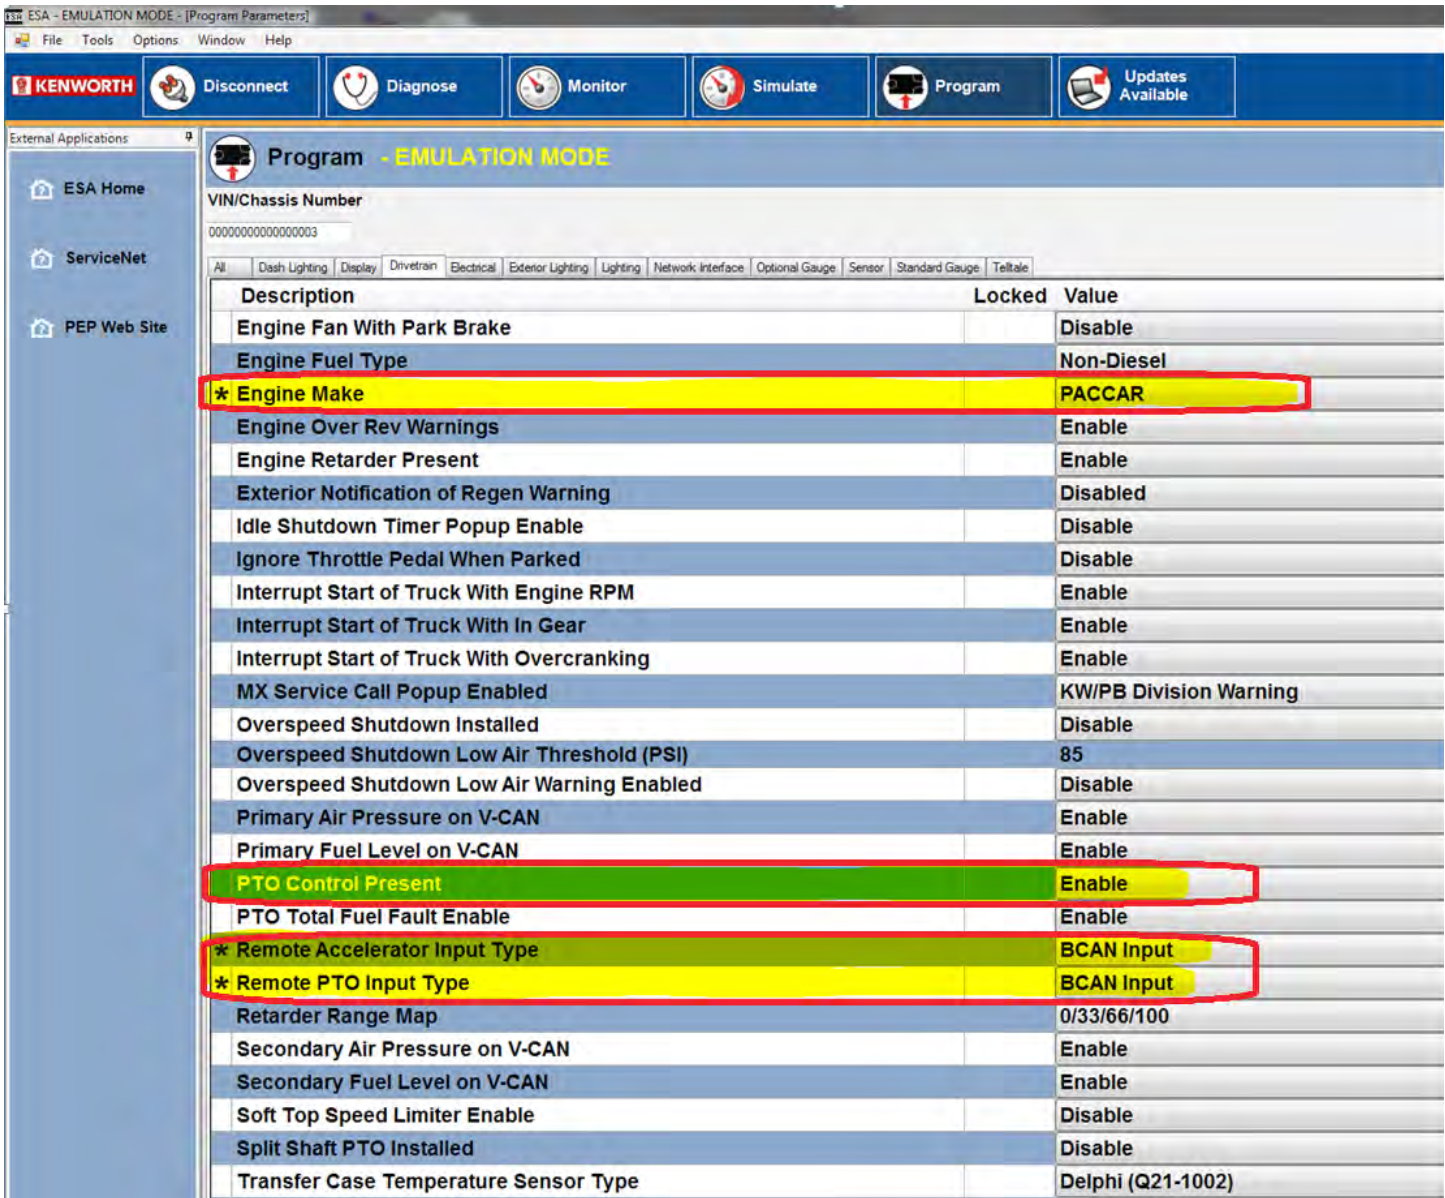 ESA - EMULATION MODE - [Program Parameters]
File Tools Options Window Help
KENWORTH Disconnect Diagnose Monitor Simulate Program Updates Available
External Applications
ESA Home
ServiceNet
PEP Web Site
Program - EMULATION MODE
VIN/Chassis Number
00000000000000003
All Dash Lighting Display Drivetrain Electrical Exterior Lighting Lighting Network Interface Optional Gauge Sensor Standard Gauge Telltale
Description Locked Value
Engine Fan With Park Brake Disable
Engine Fuel Type Non-Diesel
* Engine Make PACCAR
Engine Over Rev Warnings Enable
Engine Retarder Present Enable
Exterior Notification of Regen Warning Disabled
Idle Shutdown Timer Popup Enable Disable
Ignore Throttle Pedal When Parked Disable
Interrupt Start of Truck With Engine RPM Enable
Interrupt Start of Truck With In Gear Enable
Interrupt Start of Truck With Overcranking Enable
MX Service Call Popup Enabled KW/PB Division Warning
Overspeed Shutdown Installed Disable
Overspeed Shutdown Low Air Threshold (PSI) 85
Overspeed Shutdown Low Air Warning Enabled Disable
Primary Air Pressure on V-CAN Enable
Primary Fuel Level on V-CAN Enable
PTO Control Present Enable
PTO Total Fuel Fault Enable Enable
* Remote Accelerator Input Type BCAN Input
* Remote PTO Input Type BCAN Input
Retarder Range Map 0/33/66/100
Secondary Air Pressure on V-CAN Enable
Secondary Fuel Level on V-CAN Enable
Soft Top Speed Limiter Enable Disable
Split Shaft PTO Installed Disable
Transfer Case Temperature Sensor Type Delphi (Q21-1002)